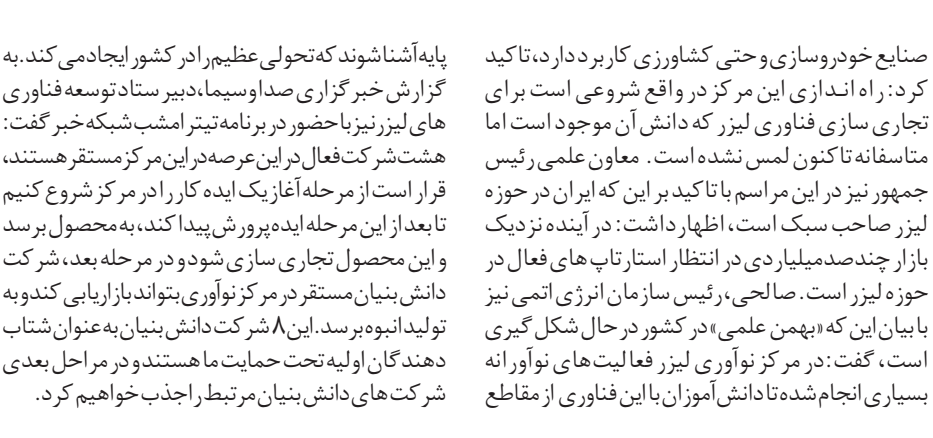 صنایع خودروسازی و حتی کشاورزی کاربرد دارد، تاکید
کرد: راه اندازی این مرکز در واقع شروعی است برای
تجاری سازی فناوری لیزر که دانش آن موجود است اما
متاسفانه تاکنون لمس نشده است. معاون علمی رئیس
جمهور نیز در این مراسم با تاکید بر این که ایران در حوزه
لیزر صاحب سبک است، اظهار داشت: در آینده نزدیک
بازار چندصدمیلیاردی در انتظار استارتاپ های فعال در
حوزه لیزر است. صالحی، رئیس سازمان انرژی اتمی نیز
با بیان این که «بهمن علمی» در کشور در حال شکل گیری
است، گفت: در مرکز نوآوری لیزر فعالیت‌های نوآورانه
بسیاری انجام شده تا دانش‌آموزان با این فناوری از مقاطع
پایه آشنا شوند که تحولی عظیم را در کشور ایجاد می کند. به
گزارش خبرگزاری صداوسیما، دبیر ستاد توسعه فناوری
های لیزر نیز با حضور در برنامه تیتر امشب شبکه خبر گفت:
هشت شرکت فعال در این عرصه در این مرکز مستقر هستند،
قرار است از مرحله آغاز یک ایده کار را در مرکز شروع کنیم
تا بعد از این مرحله ایده پرورش پیدا کند، به محصول برسد
و این محصول تجاری سازی شود و در مرحله بعد، شرکت
دانش بنیان مستقر در مرکز نوآوری بتواند بازاریابی کند و به
تولید انبوه برسد. این ۸ شرکت دانش بنیان به عنوان شتاب
دهندگان اولیه تحت حمایت ما هستند و در مراحل بعدی
شرکت‌های دانش بنیان مرتبط را جذب خواهیم کرد.